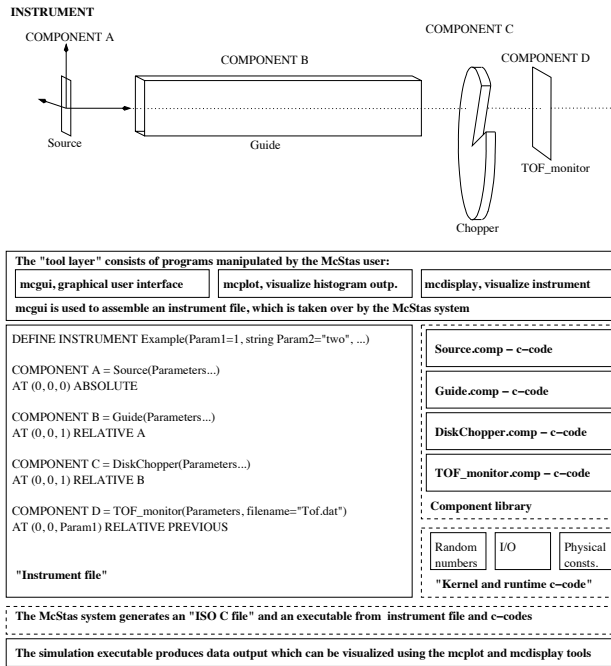 INSTRUMENT
COMPONENT A
COMPONENT B
COMPONENT C
COMPONENT D
Source
Guide
Chopper
TOF_monitor
The "tool layer" consists of programs manipulated by the McStas user:
mcgui, graphical user interface
mcplot, visualize histogram outp.
mcdisplay, visualize instrument
mcgui is used to assemble an instrument file, which is taken over by the McStas system
DEFINE INSTRUMENT Example(Param1=1, string Param2="two", ...)
COMPONENT A = Source(Parameters...)
AT (0, 0, 0) ABSOLUTE
COMPONENT B = Guide(Parameters...)
AT (0, 0, 1) RELATIVE A
COMPONENT C = DiskChopper(Parameters...)
AT (0, 0, 1) RELATIVE B
COMPONENT D = TOF_monitor(Parameters, filename="Tof.dat")
AT (0, 0, Param1) RELATIVE PREVIOUS
"Instrument file"
Source.comp − c−code
Guide.comp − c−code
DiskChopper.comp − c−code
TOF_monitor.comp − c−code
Component library
Random
numbers
I/O
Physical
consts.
"Kernel and runtime c−code"
The McStas system generates an "ISO C file" and an executable from instrument file and c−codes
The simulation executable produces data output which can be visualized using the mcplot and mcdisplay tools